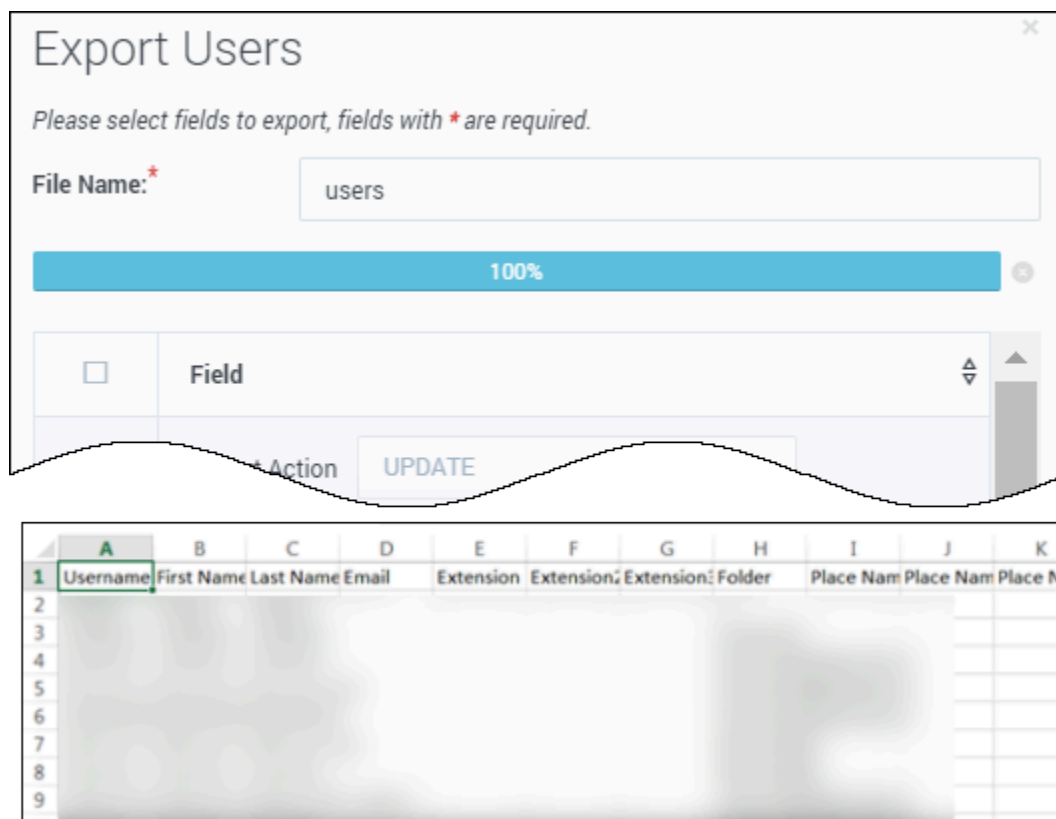 Export Users
Please select fields to export, fields with * are required.
File Name:* users
100%
Field
t Action UPDATE
A B C D E F G H I J K
1 Username First Name Last Name Email Extension Extension2 Extension3 Folder Place Nam Place Nam Place N
2
3
4
5
6
7
8
9